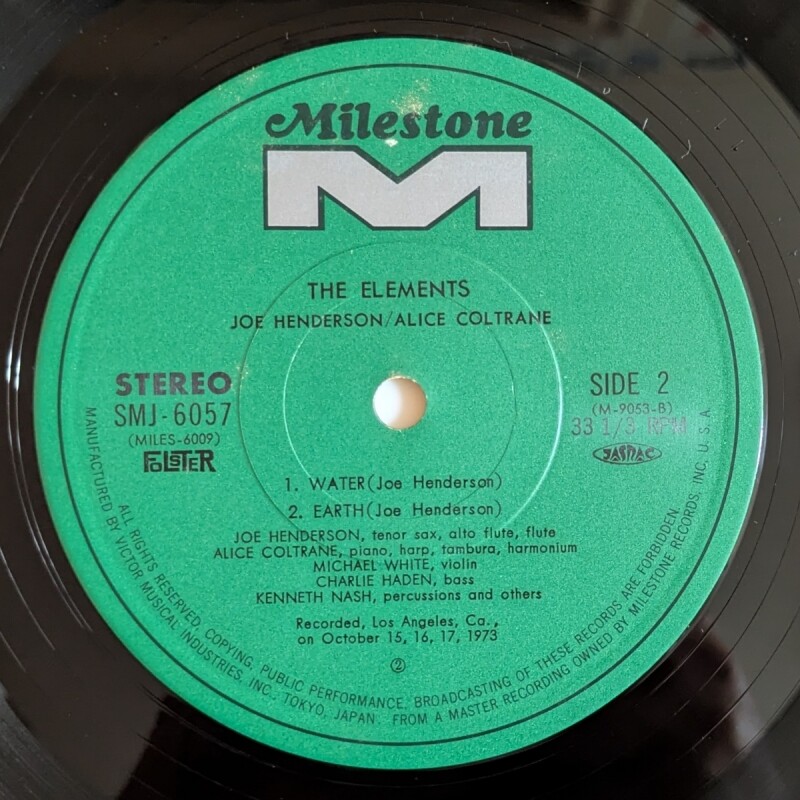 Milestone
M
THE ELEMENTS
JOE HENDERSON/ALICE COLTRANE
STEREO
SMJ-6057
(MILES-6009)
FOLSTER
SIDE 2
(M-9053-B)
33 1/3 RPM
JASRAC
1. WATER(Joe Henderson)
2. EARTH(Joe Henderson)
JOE HENDERSON, tenor sax, alto flute, flute
ALICE COLTRANE, piano, harp, tambura, harmonium
MICHAEL WHITE, violin
CHARLIE HADEN, bass
KENNETH NASH, percussions and others
Recorded, Los Angeles, Ca.,
on October 15, 16, 17, 1973
②
ALL RIGHTS RESERVED. COPYING, PUBLIC PERFORMANCE, BROADCASTING OF THESE RECORDS ARE FORBIDDEN.
MANUFACTURED BY VICTOR MUSICAL INDUSTRIES, INC. TOKYO, JAPAN. FROM A MASTER RECORDING OWNED BY MILESTONE RECORDS, INC. U.S.A.